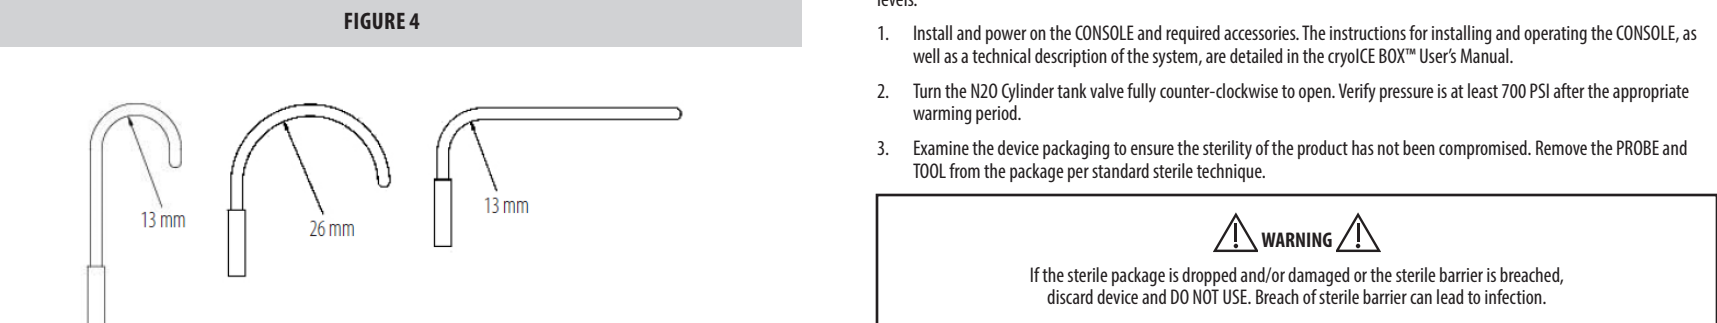 FIGURE 4
13 mm
26 mm
13 mm
levels.
1. Install and power on the CONSOLE and required accessories. The instructions for installing and operating the CONSOLE, as
well as a technical description of the system, are detailed in the cryoICE BOX™ User’s Manual.
2. Turn the N2O Cylinder tank valve fully counter-clockwise to open. Verify pressure is at least 700 PSI after the appropriate
warming period.
3. Examine the device packaging to ensure the sterility of the product has not been compromised. Remove the PROBE and
TOOL from the package per standard sterile technique.
WARNING
If the sterile package is dropped and/or damaged or the sterile barrier is breached,
discard device and DO NOT USE. Breach of sterile barrier can lead to infection.